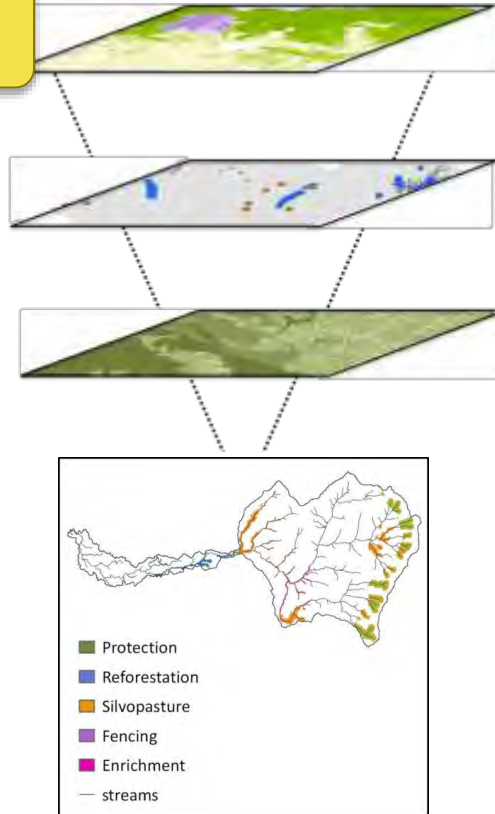 Protection
Reforestation
Silvopasture
Fencing
Enrichment
streams